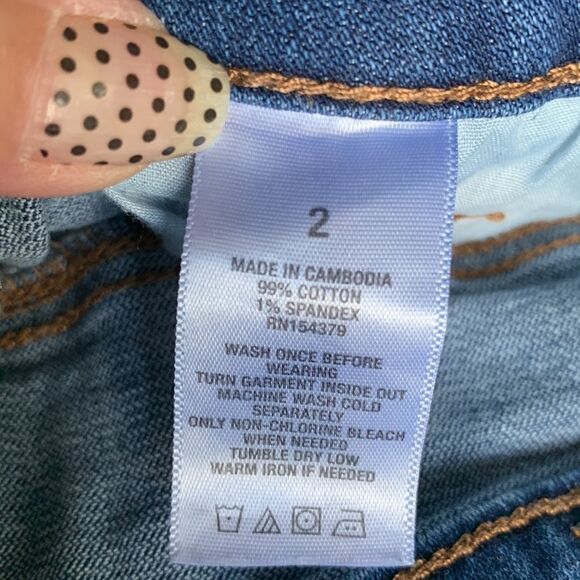 2
MADE IN CAMBODIA
99% COTTON
1% SPANDEX
RN154379
WASH ONCE BEFORE
WEARING
TURN GARMENT INSIDE OUT
MACHINE WASH COLD
SEPARATELY
ONLY NON-CHLORINE BLEACH
WHEN NEEDED
TUMBLE DRY LOW
WARM IRON IF NEEDED